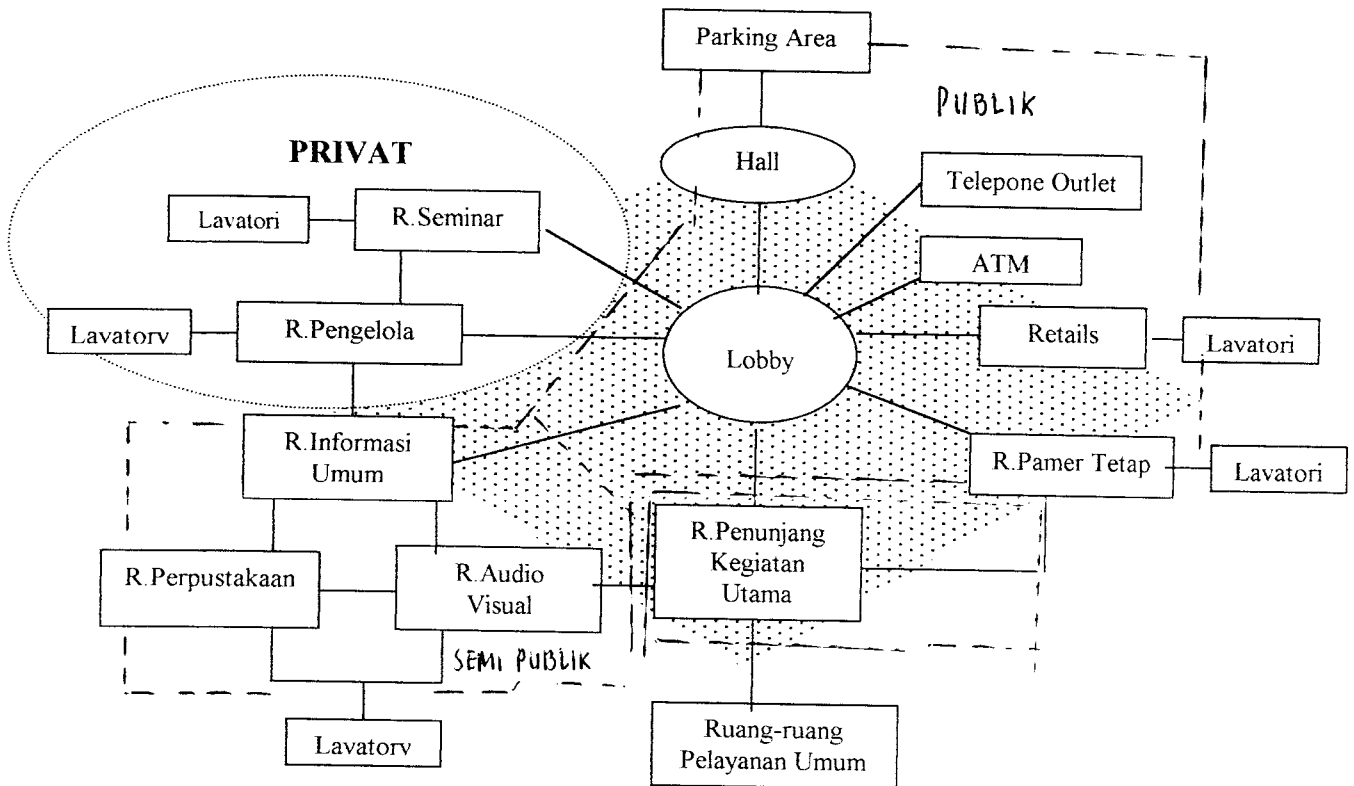 Parking Area
PUBLIK
PRIVAT
Hall
Telepone Outlet
Lavatori
R.Seminar
ATM
Lavatorv
R.Pengelola
Lobby
Retails
Lavatori
R.Informasi
Umum
R.Pamer Tetap
Lavatori
R.Perpustakaan
R.Audio
Visual
R.Penunjang
Kegiatan
Utama
SEMI PUBLIK
Lavatorv
Ruang-ruang
Pelayanan Umum